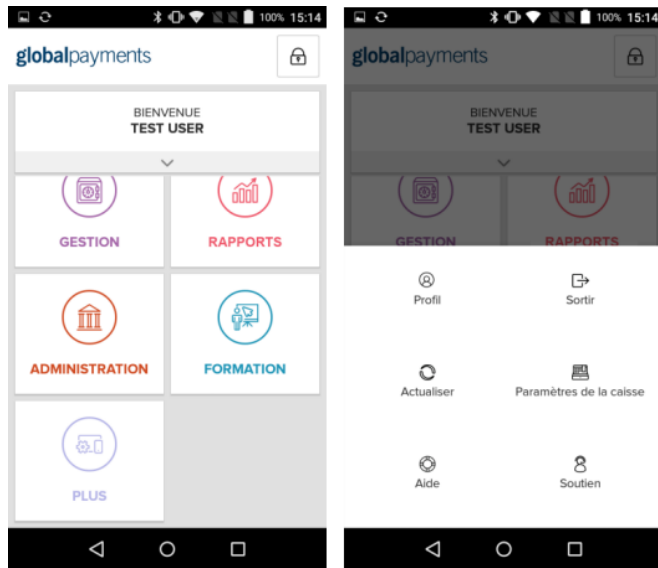 100% 15:14
globalpayments
BIENVENUE
TEST USER
GESTION
RAPPORTS
ADMINISTRATION
FORMATION
PLUS
100% 15:14
globalpayments
BIENVENUE
TEST USER
GESTION
RAPPORTS
Profil
Sortir
Actualiser
Paramètres de la caisse
Aide
Soutien